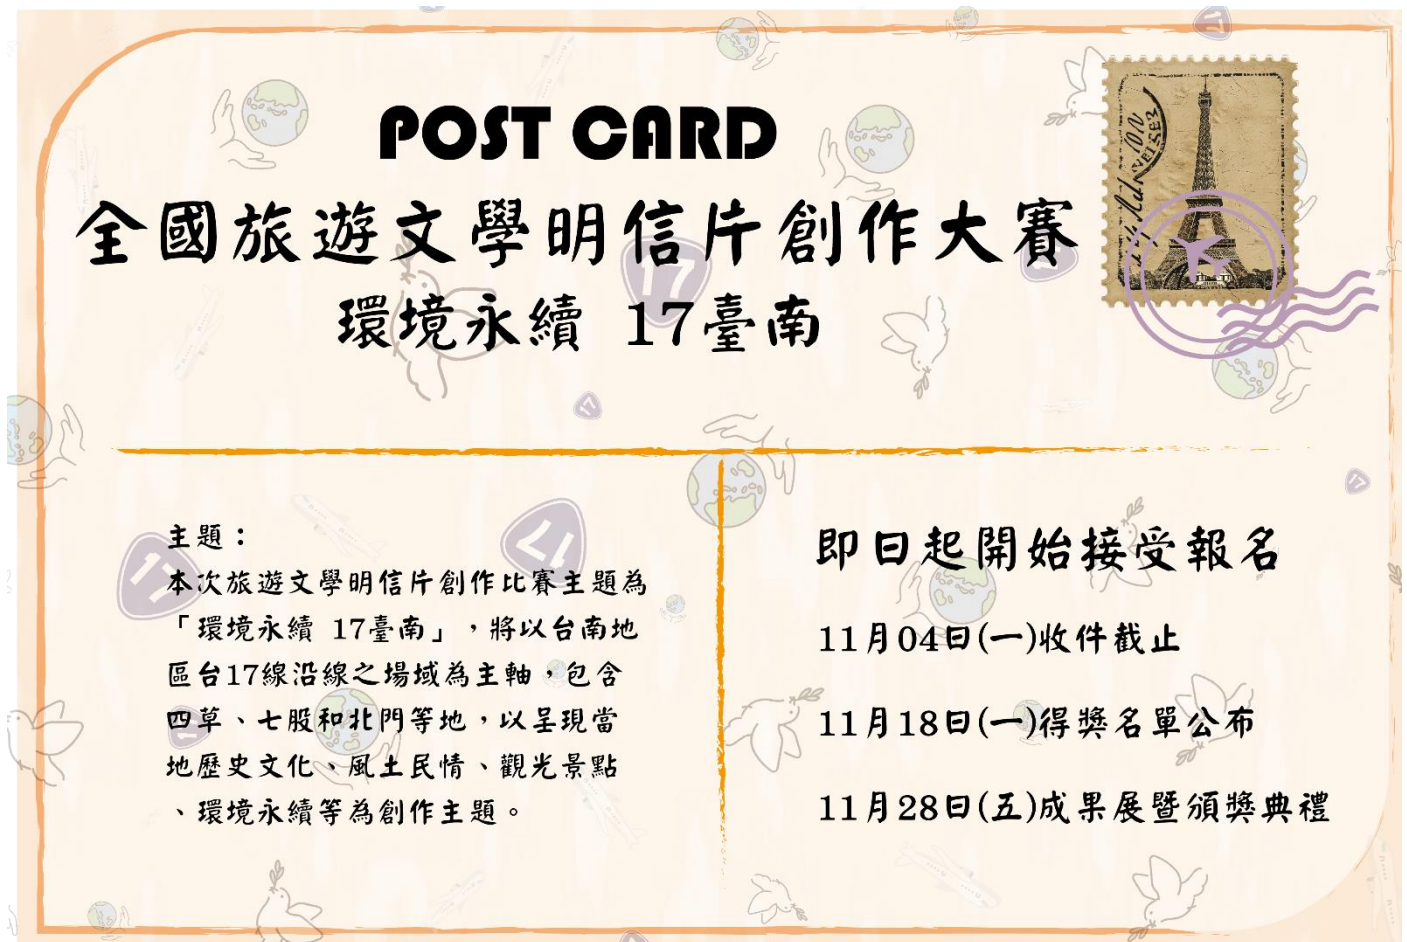 POST CARD
全國旅遊文學明信片創作大賽
環境永續 17臺南
主題：
本次旅遊文學明信片創作比賽主題為
「環境永續 17臺南」，將以台南地
區台17線沿線之場域為主軸，包含
四草、七股和北門等地，以呈現當
地歷史文化、風土民情、觀光景點
、環境永續等為創作主題。
即日起開始接受報名
11月04日(一)收件截止
11月18日(一)得獎名單公布
11月28日(五)成果展暨頒獎典禮
17
17
17
17
17
17